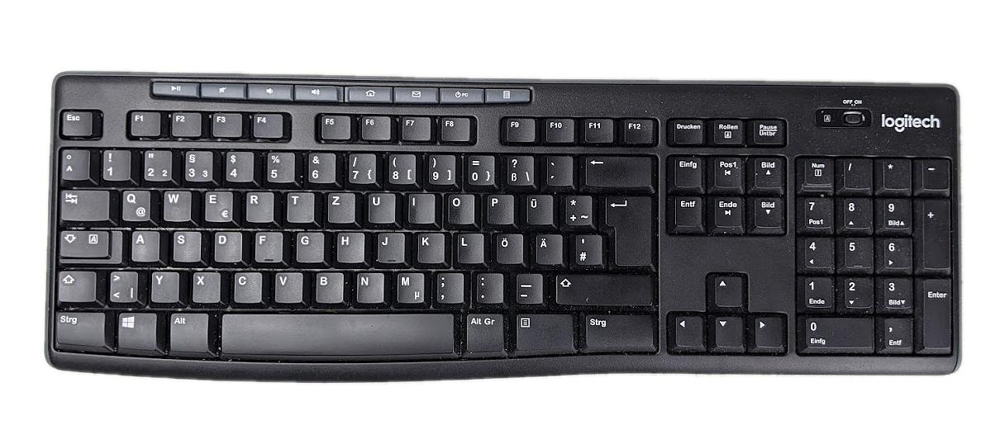 PC
OFF ON
A
logitech
Esc F1 F2 F3 F4 F5 F6 F7 F8 F9 F10 F11 F12 Drucken Rollen Pause
Untbr
° ! " § $ % & / ( ) = ? ` Einfg Pos1 Bild Num / * -
^ 1 2 ² 3 ³ 4 5 6 7 { 8 [ 9 ] 0 } ß \ ´
Q W E R T Z U I O P Ü * Entf Ende Bild 7 8 9 +
@ € + ~ Pos1 Bild
A A S D F G H J K L Ö Ä ' 4 5 6
#
> Y X C V B N M ; : _ 1 2 3 Enter
< | µ , . - Ende Bild
Strg Alt Alt Gr Strg 0 ,
Einfg Entf